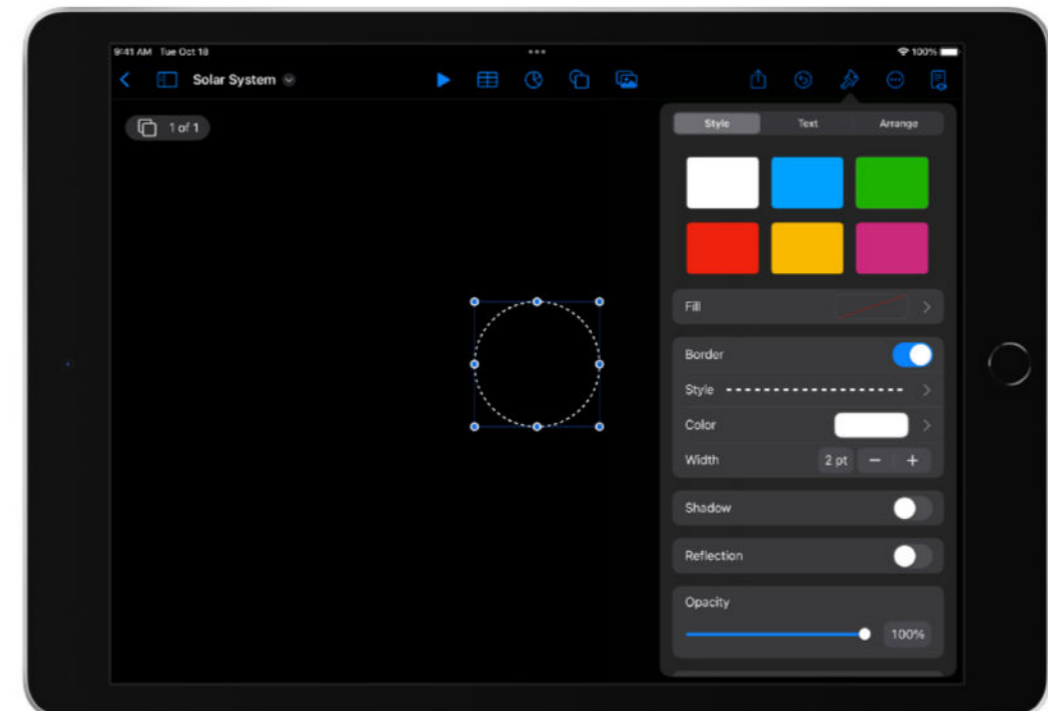 9:41 AM Tue Oct 18
100%
Solar System
1 of 1
Style Text Arrange
Fill
Border
Style
Color
Width 2 pt − +
Shadow
Reflection
Opacity
100%